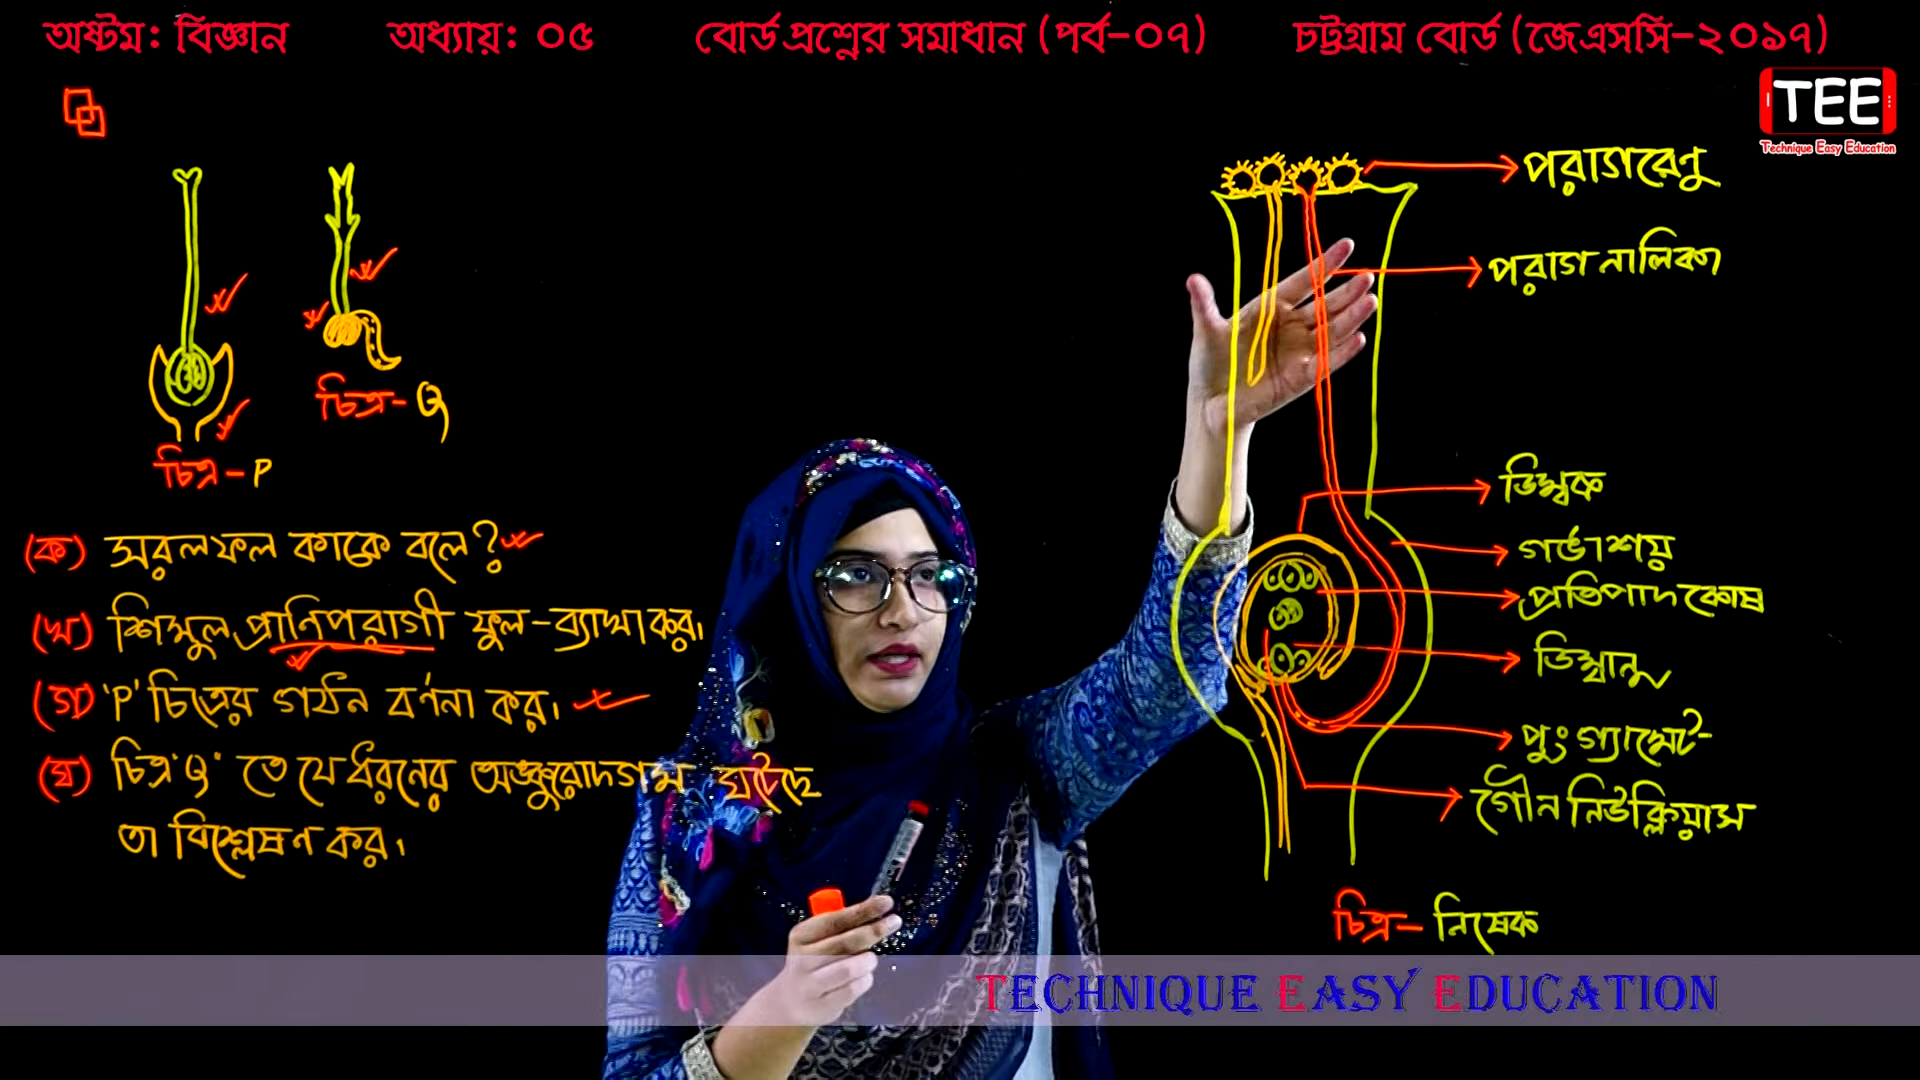 অষ্টম: বিজ্ঞান অধ্যায়: ০৫ বোর্ড প্রশ্নের সমাধান (পর্ব-০৭) চট্টগ্রাম বোর্ড (জেএসসি-২০১৭)
TEE
Technique Easy Education
চিত্র-P
চিত্র-Q
(ক) সরলফল কাকে বলে?
(খ) শিমুল প্রানিপরাগী ফুল-ব্যাখা কর।
(গ) 'P' চিত্রের গঠন বর্ণনা কর।
(ঘ) চিত্র 'Q' তে যে ধরনের অঙ্কুরোদগম ঘটেছে
তা বিশ্লেষণ কর।
পরাগরেণু
পরাগ নালিকা
ডিম্বক
গর্ভাশয়
প্রতিপাদ কোষ
ডিম্বানু
পুং গ্যামেট
গৌন নিউক্লিয়াস
চিত্র- নিষেক
TECHNIQUE EASY EDUCATION